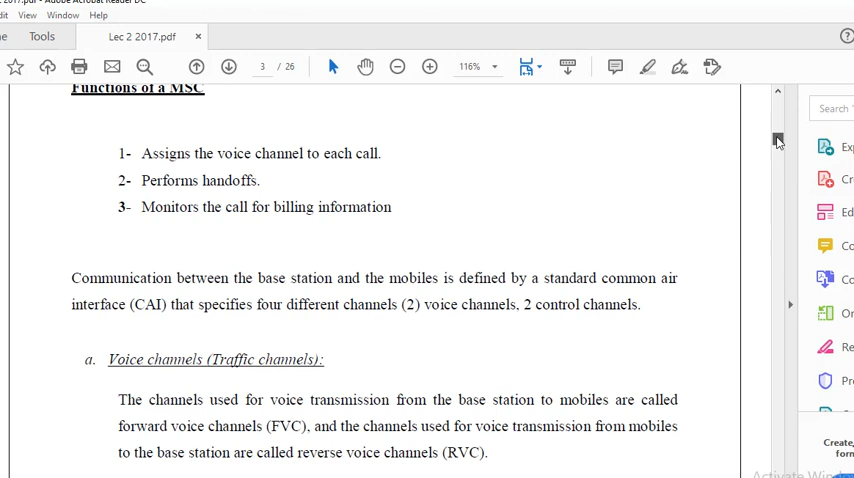 2017.pdf - Adobe Acrobat Reader DC
dit View Window Help
e Tools Lec 2 2017.pdf ×
3 / 26 116%
Functions of a MSC
Search
1- Assigns the voice channel to each call.
2- Performs handoffs.
3- Monitors the call for billing information
Communication between the base station and the mobiles is defined by a standard common air
interface (CAI) that specifies four different channels (2) voice channels, 2 control channels.
a. Voice channels (Traffic channels):
The channels used for voice transmission from the base station to mobiles are called
forward voice channels (FVC), and the channels used for voice transmission from mobiles
to the base station are called reverse voice channels (RVC).
Exp
Cr
Ed
Co
Co
Or
Re
Pr
Create,
form
Activate Windo